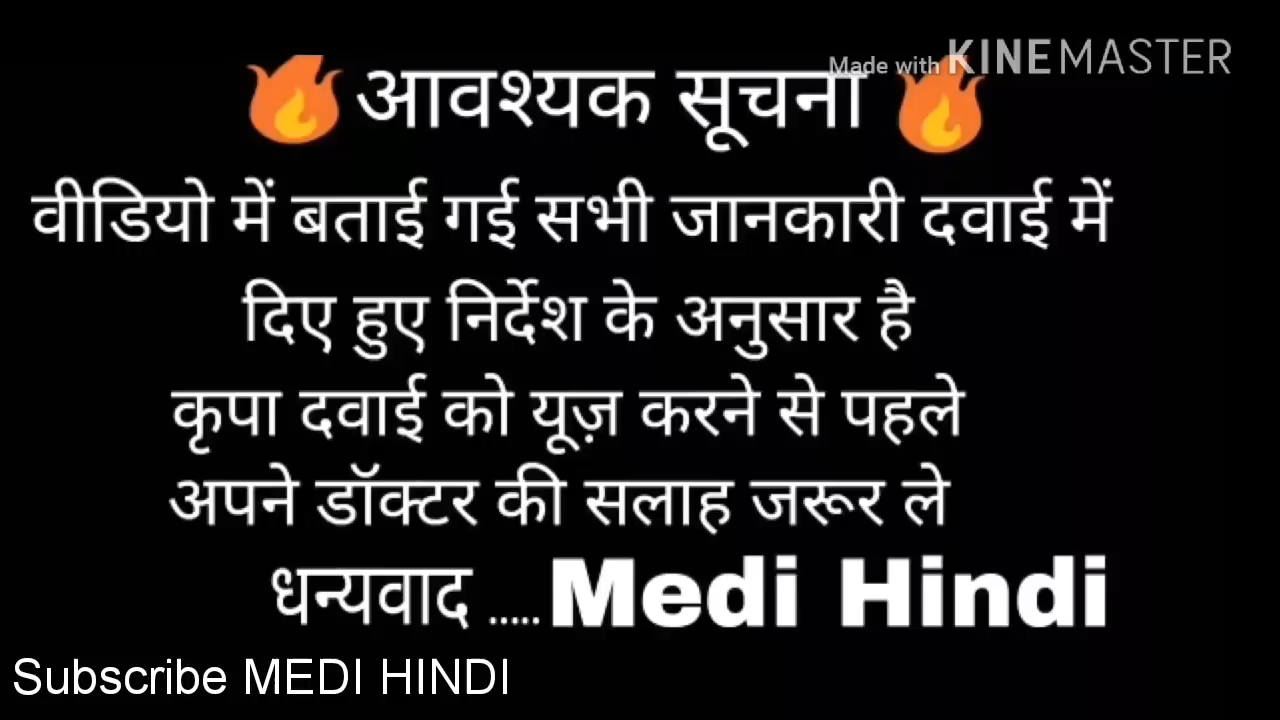 Made with KINEMASTER
🔥 आवश्यक सूचना 🔥
वीडियो में बताई गई सभी जानकारी दवाई में
दिए हुए निर्देश के अनुसार है
कृपा दवाई को यूज़ करने से पहले
अपने डॉक्टर की सलाह जरूर ले
धन्यवाद ..... Medi Hindi
Subscribe MEDI HINDI